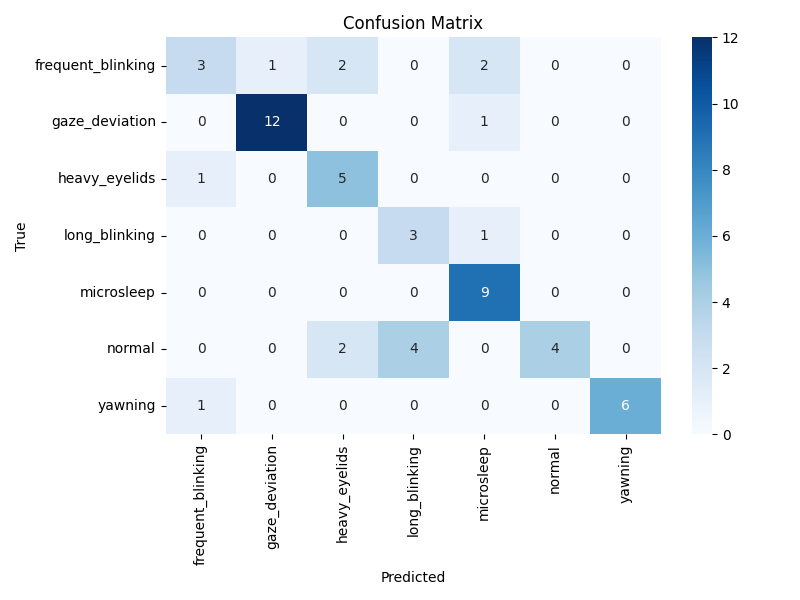 Confusion Matrix
True
frequent_blinking 3 1 2 0 2 0 0
gaze_deviation 0 12 0 0 1 0 0
heavy_eyelids 1 0 5 0 0 0 0
long_blinking 0 0 0 3 1 0 0
microsleep 0 0 0 0 9 0 0
normal 0 0 2 4 0 4 0
yawning 1 0 0 0 0 0 6
frequent_blinking
gaze_deviation
heavy_eyelids
long_blinking
microsleep
normal
yawning
Predicted
12
10
8
6
4
2
0